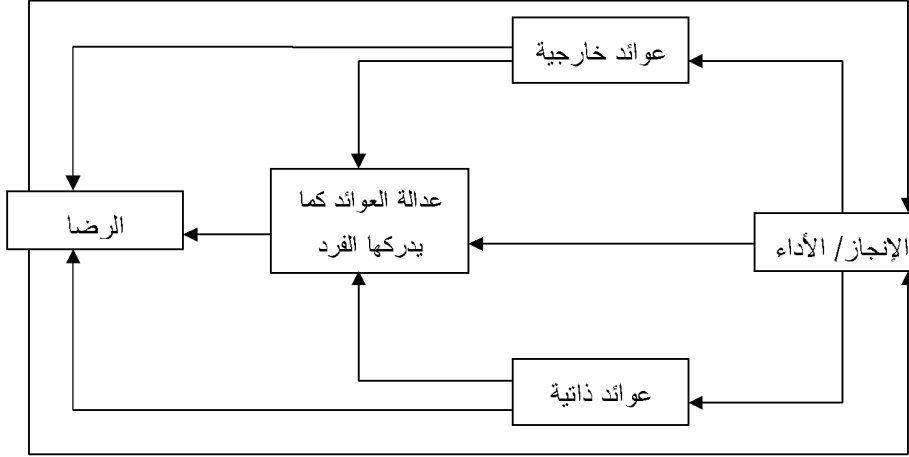 عوائد خارجية
عدالة العوائد كما
يدركها الفرد
الرضا
الإنجاز/ الأداء
عوائد ذاتية